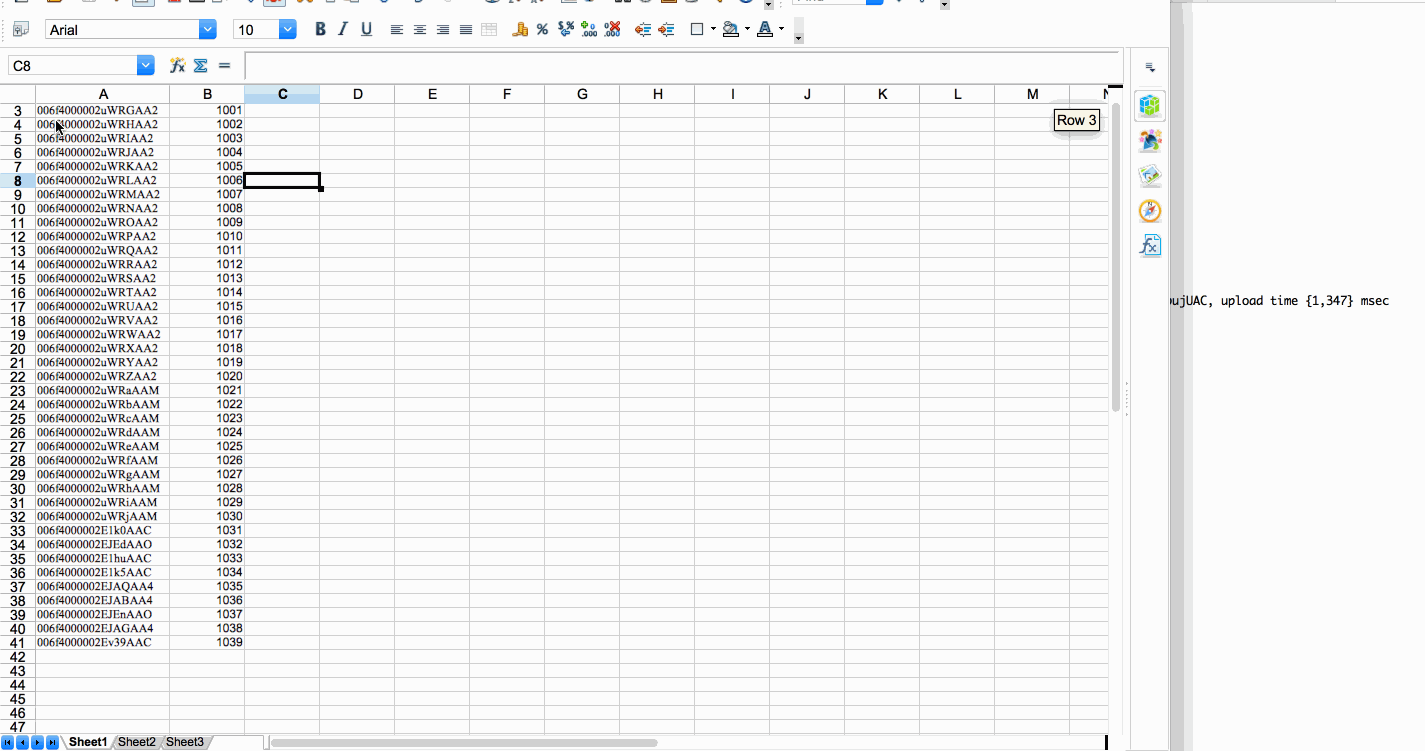 Arial 10 B I U % $% .000 .000 A
C8 fx Σ =
A B C D E F G H I J K L M
3 006f4000002uWRGAA2 1001 Row 3
4 006f4000002uWRHAA2 1002
5 006f4000002uWRIAA2 1003
6 006f4000002uWRJAA2 1004
7 006f4000002uWRKAA2 1005
8 006f4000002uWRLAA2 1006
9 006f4000002uWRMAA2 1007
10 006f4000002uWRNAA2 1008
11 006f4000002uWROAA2 1009
12 006f4000002uWRPAA2 1010
13 006f4000002uWRQAA2 1011
14 006f4000002uWRRAA2 1012
15 006f4000002uWRSAA2 1013
16 006f4000002uWRTAA2 1014
17 006f4000002uWRUAA2 1015 ujUAC, upload time {1,347} msec
18 006f4000002uWRVAA2 1016
19 006f4000002uWRWAA2 1017
20 006f4000002uWRXAA2 1018
21 006f4000002uWRYAA2 1019
22 006f4000002uWRZAA2 1020
23 006f4000002uWRaAAM 1021
24 006f4000002uWRbAAM 1022
25 006f4000002uWRcAAM 1023
26 006f4000002uWRdAAM 1024
27 006f4000002uWReAAM 1025
28 006f4000002uWRfAAM 1026
29 006f4000002uWRgAAM 1027
30 006f4000002uWRhAAM 1028
31 006f4000002uWRiAAM 1029
32 006f4000002uWRjAAM 1030
33 006f4000002E1k0AAC 1031
34 006f4000002EJEdAAO 1032
35 006f4000002E1huAAC 1033
36 006f4000002E1k5AAC 1034
37 006f4000002EJAQAA4 1035
38 006f4000002EJABAA4 1036
39 006f4000002EJEnAAO 1037
40 006f4000002EJAGAA4 1038
41 006f4000002Ev39AAC 1039
42
43
44
45
46
47
Sheet1 Sheet2 Sheet3